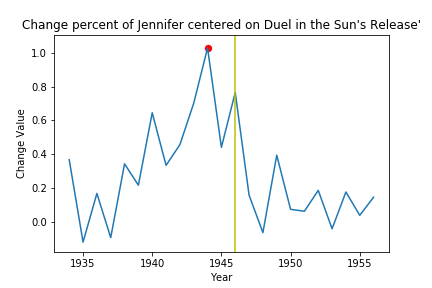 Change percent of Jennifer centered on Duel in the Sun's Release'
1.0
0.8
0.6
0.4
0.2
0.0
Change Value
1935 1940 1945 1950 1955
Year